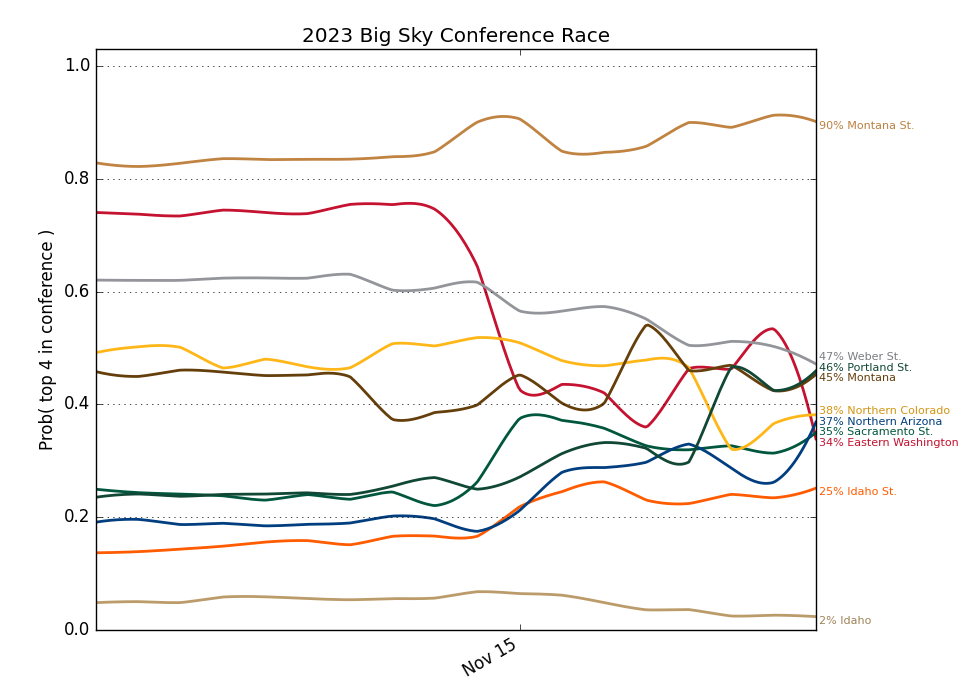 2023 Big Sky Conference Race
Prob( top 4 in conference )
1.0
0.8
0.6
0.4
0.2
0.0
Nov 15
90% Montana St.
47% Weber St.
46% Portland St.
45% Montana
38% Northern Colorado
37% Northern Arizona
35% Sacramento St.
34% Eastern Washington
25% Idaho St.
2% Idaho